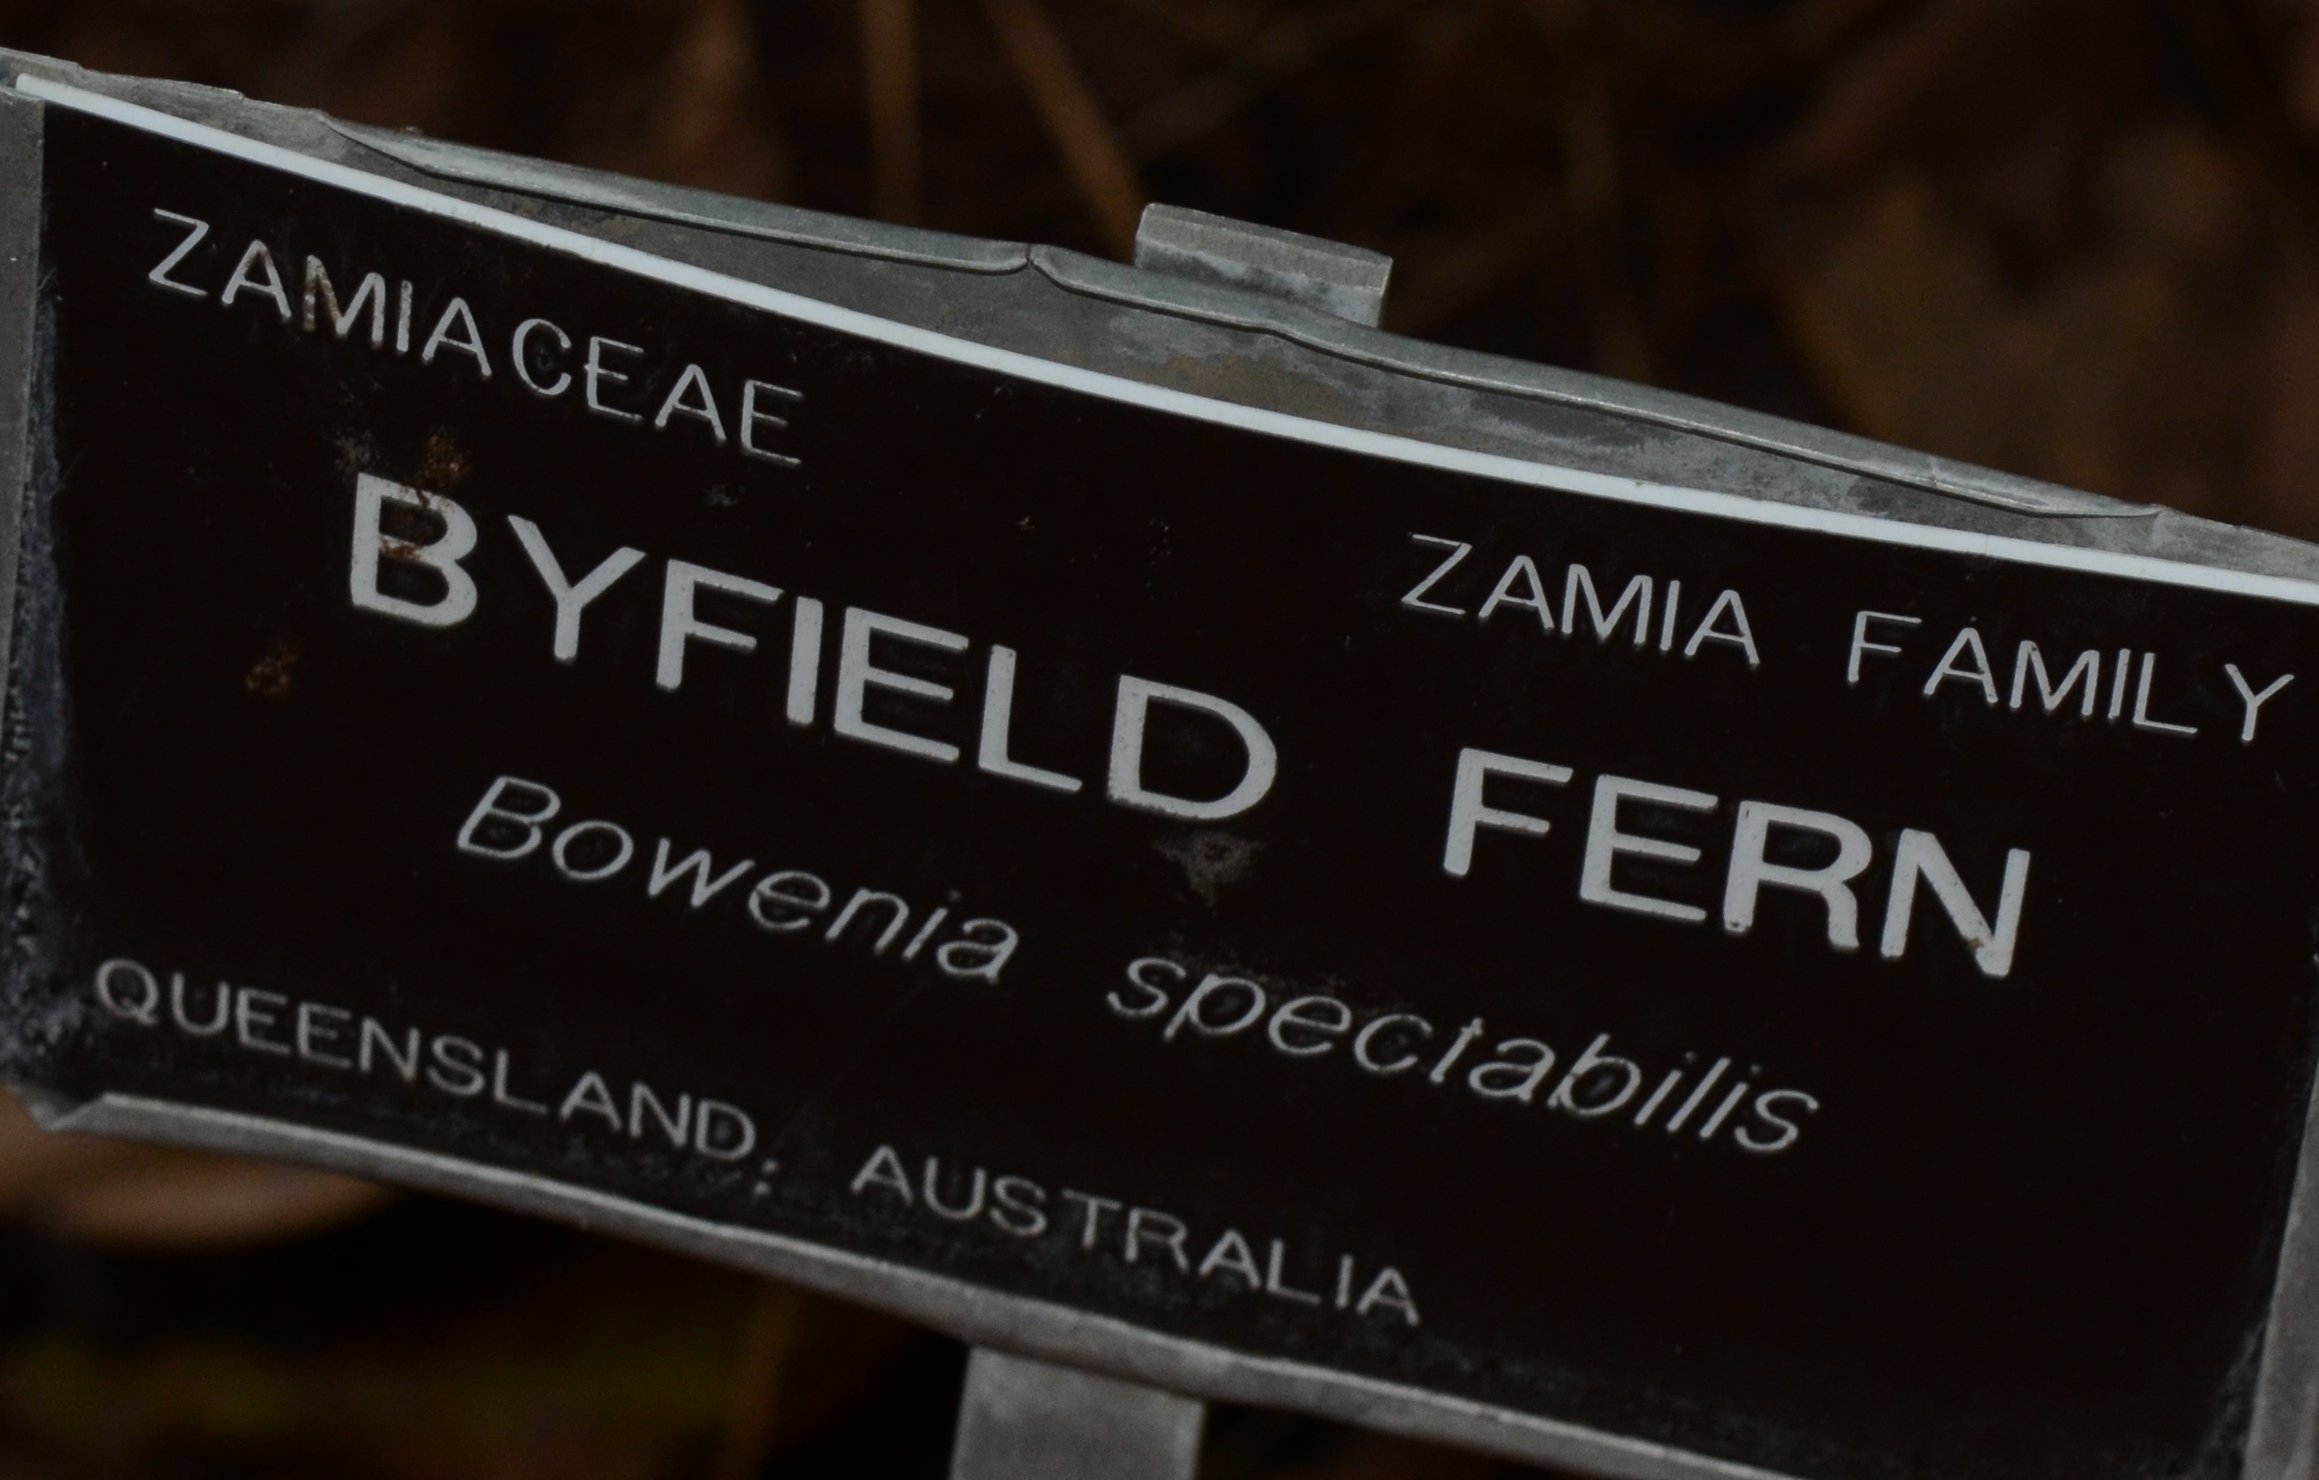 ZAMIACEAE
ZAMIA FAMILY
BYFIELD FERN
Bowenia spectabilis
QUEENSLAND; AUSTRALIA